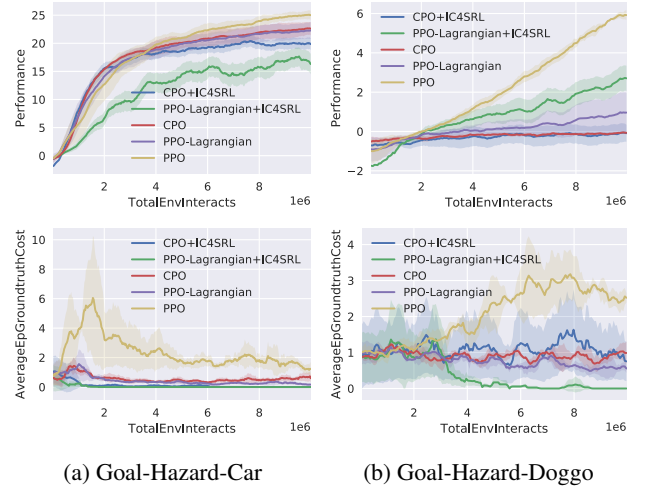 25
20
15
10
5
0
Performance
CPO+IC4SRL
PPO-Lagrangian+IC4SRL
CPO
PPO-Lagrangian
PPO
2 4 6 8
1e6
TotalEnvInteracts
6
4
2
0
−2
Performance
CPO+IC4SRL
PPO-Lagrangian+IC4SRL
CPO
PPO-Lagrangian
PPO
2 4 6 8
1e6
TotalEnvInteracts
10
8
6
4
2
0
AverageEpGroundtruthCost
CPO+IC4SRL
PPO-Lagrangian+IC4SRL
CPO
PPO-Lagrangian
PPO
2 4 6 8
1e6
TotalEnvInteracts
4
3
2
1
0
AverageEpGroundtruthCost
CPO+IC4SRL
PPO-Lagrangian+IC4SRL
CPO
PPO-Lagrangian
PPO
2 4 6 8
1e6
TotalEnvInteracts
(a) Goal-Hazard-Car
(b) Goal-Hazard-Doggo